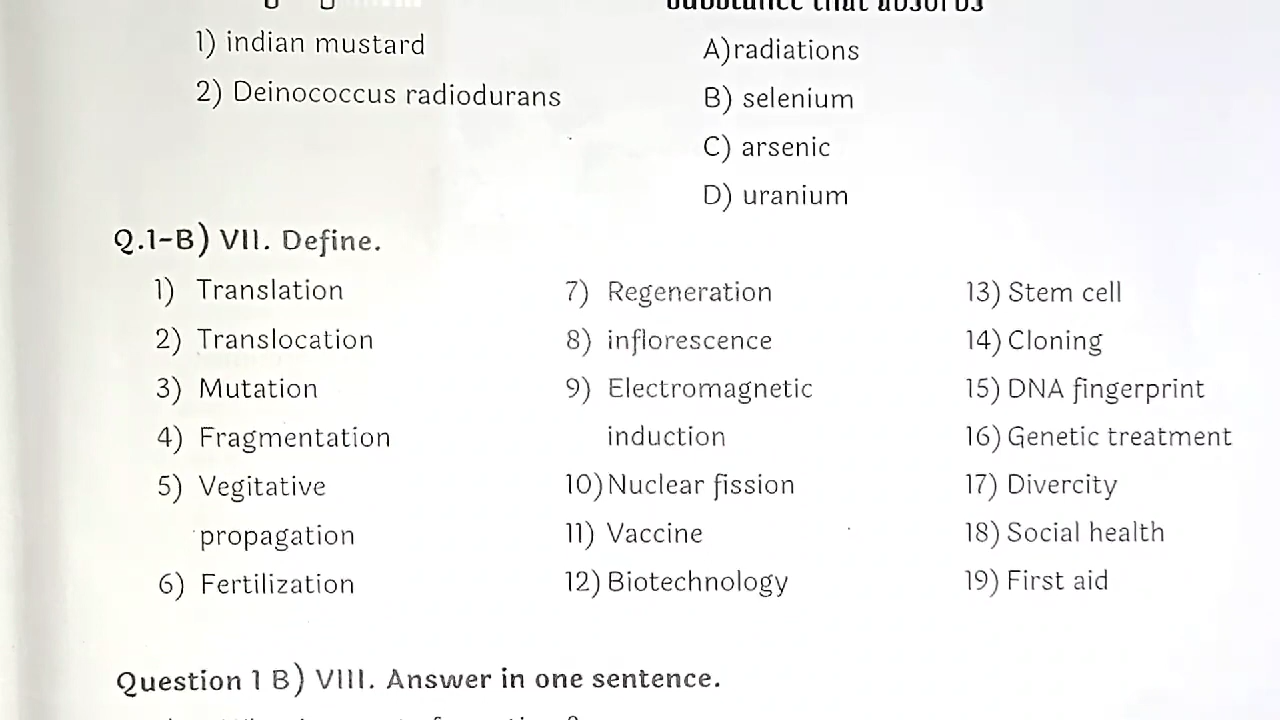 substance that absorbs
1) indian mustard
A)radiations
2) Deinococcus radiodurans
B) selenium
C) arsenic
D) uranium
Q.1-B) VII. Define.
1) Translation
2) Translocation
3) Mutation
4) Fragmentation
5) Vegitative
propagation
6) Fertilization
7) Regeneration
8) inflorescence
9) Electromagnetic
induction
10) Nuclear fission
11) Vaccine
12) Biotechnology
13) Stem cell
14) Cloning
15) DNA fingerprint
16) Genetic treatment
17) Divercity
18) Social health
19) First aid
Question 1 B) VIII. Answer in one sentence.